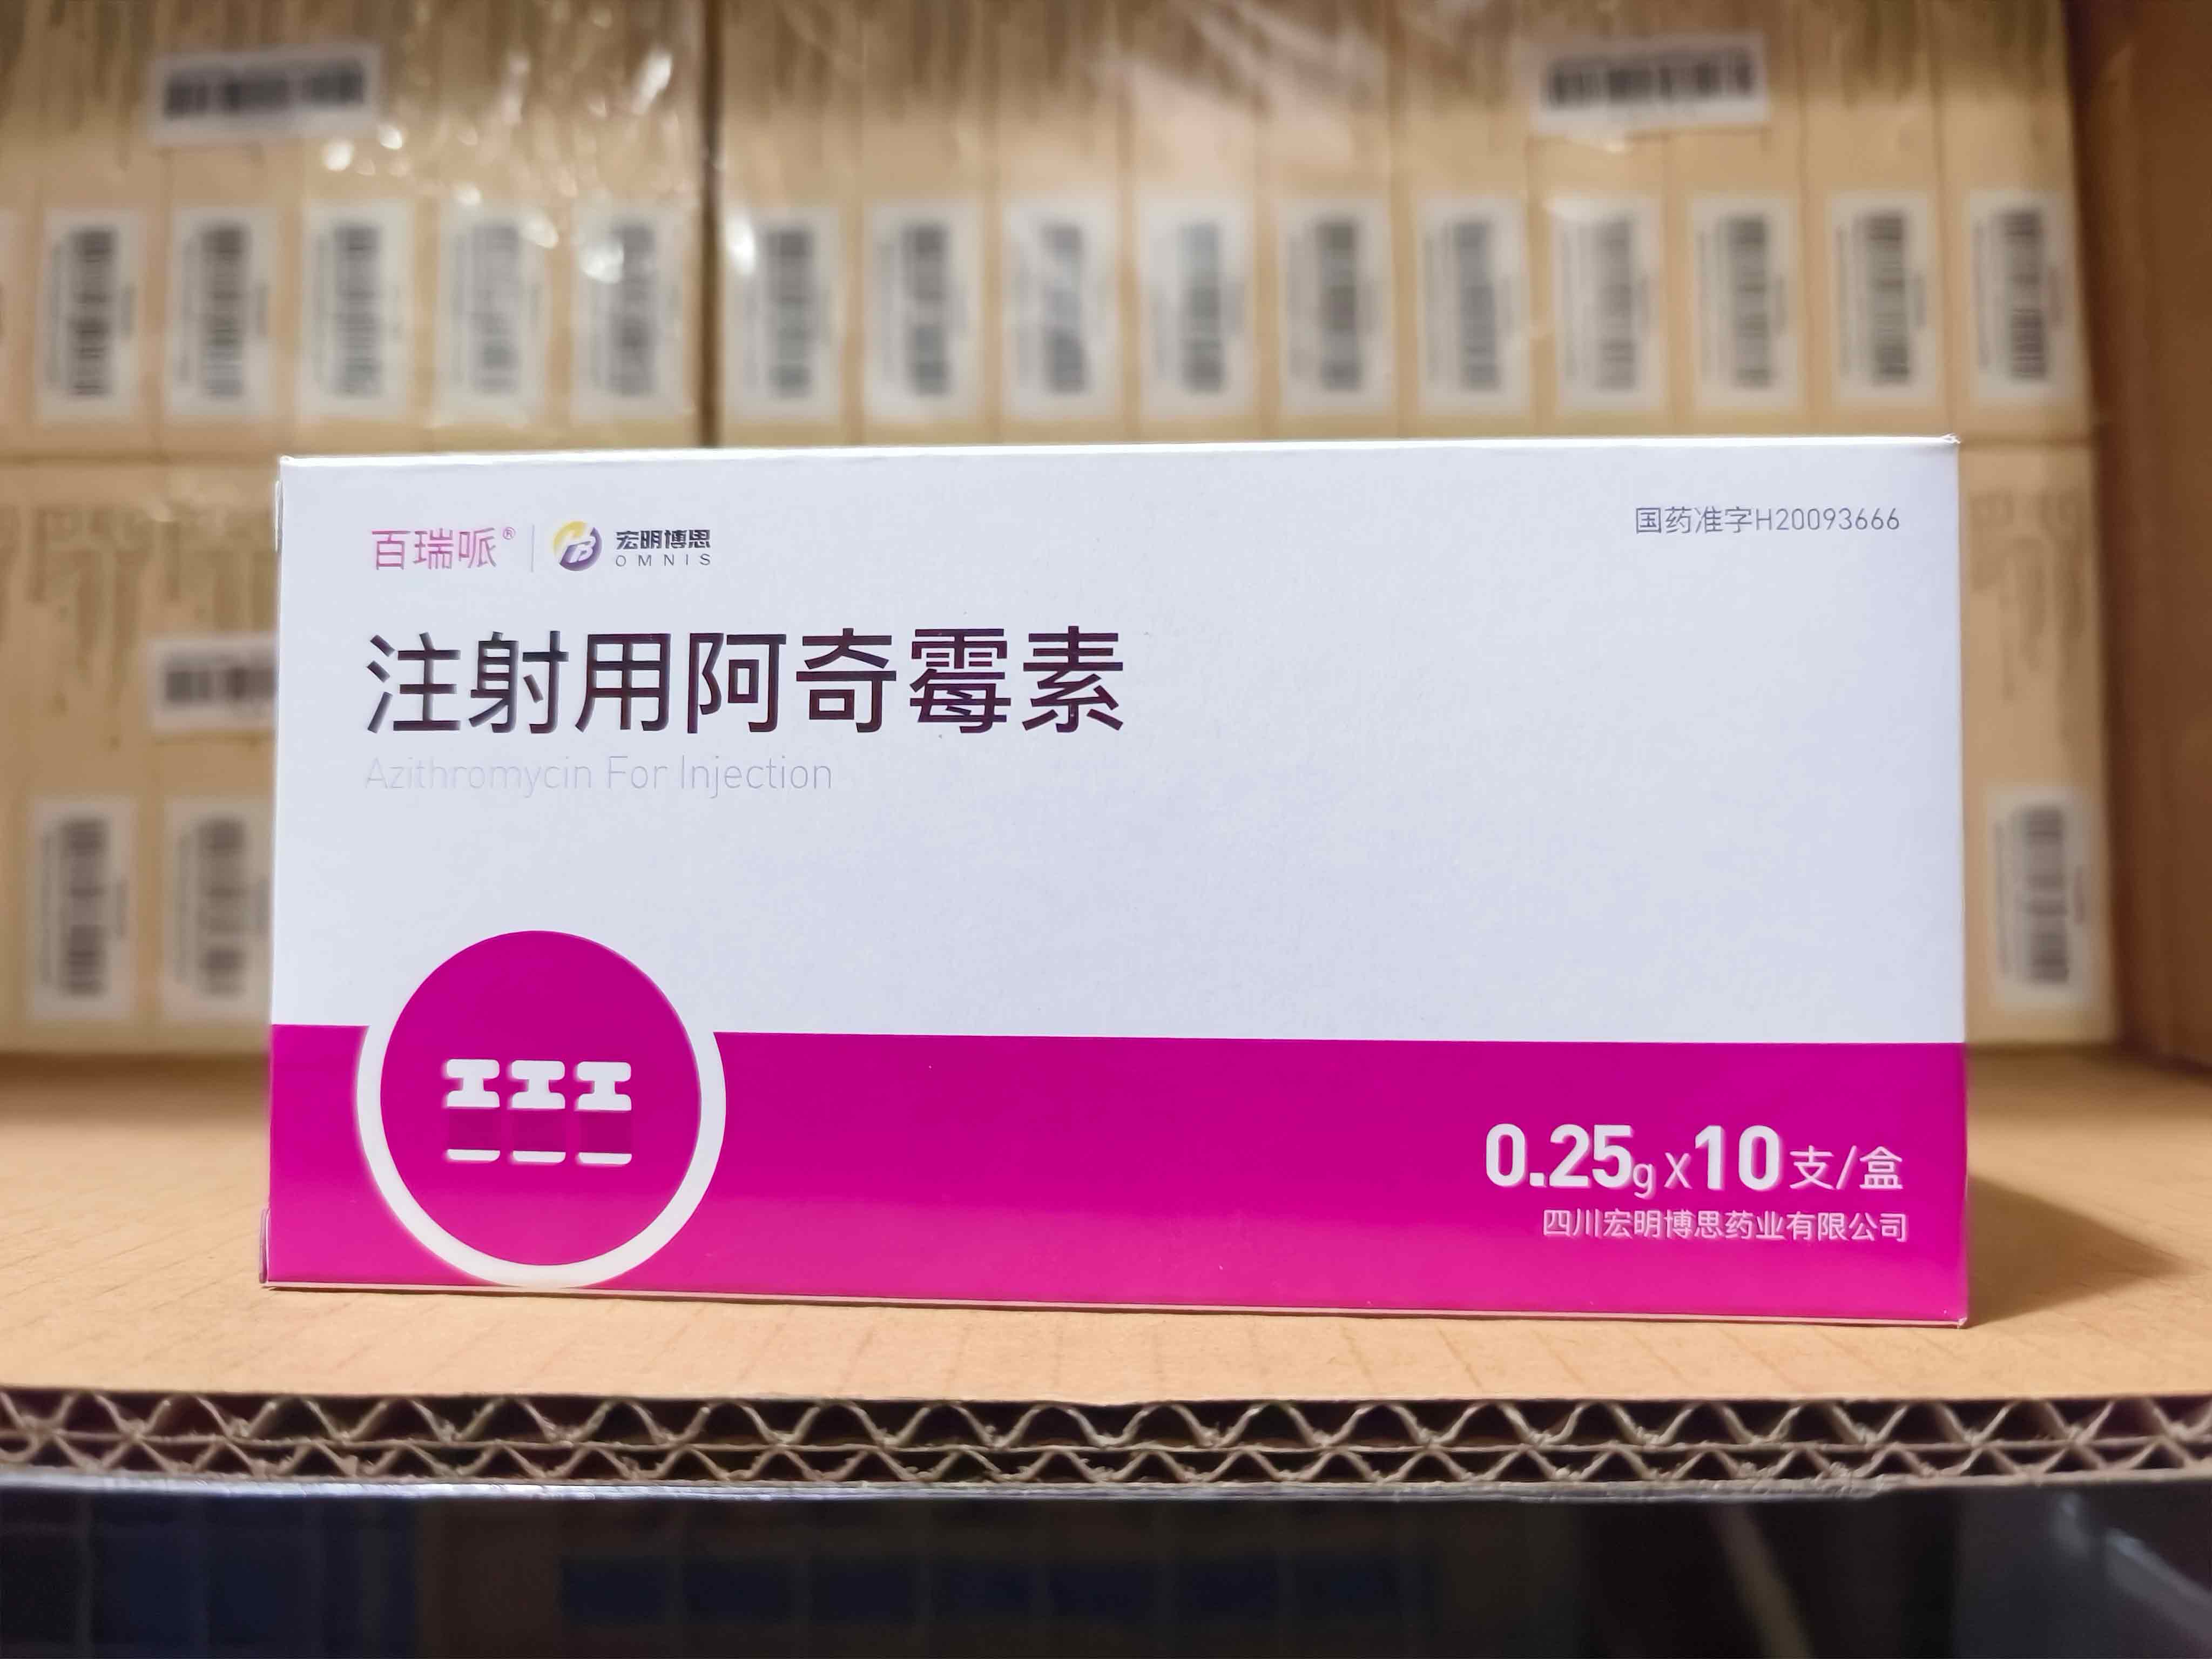 百瑞哌® 宏明博思
OMNIS
国药准字H20093666
注射用阿奇霉素
Azithromycin For Injection
0.25g X 10支/盒
四川宏明博思药业有限公司